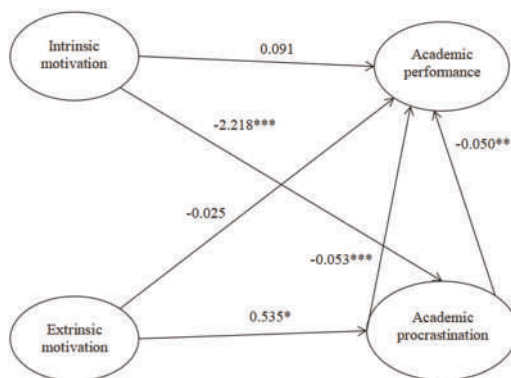 Intrinsic
motivation
0.091
Academic
performance
-2.218***
-0.050**
-0.025
-0.053***
Extrinsic
motivation
0.535*
Academic
procrastination